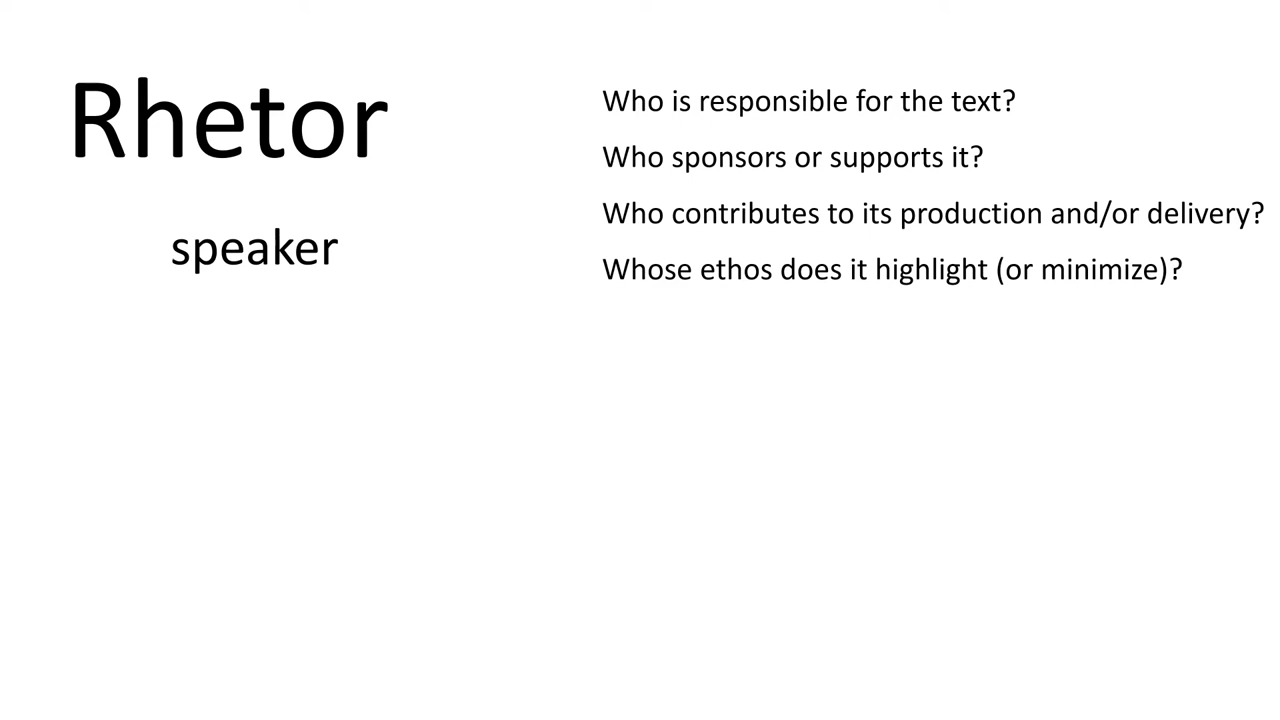 Rhetor
speaker
Who is responsible for the text?
Who sponsors or supports it?
Who contributes to its production and/or delivery?
Whose ethos does it highlight (or minimize)?